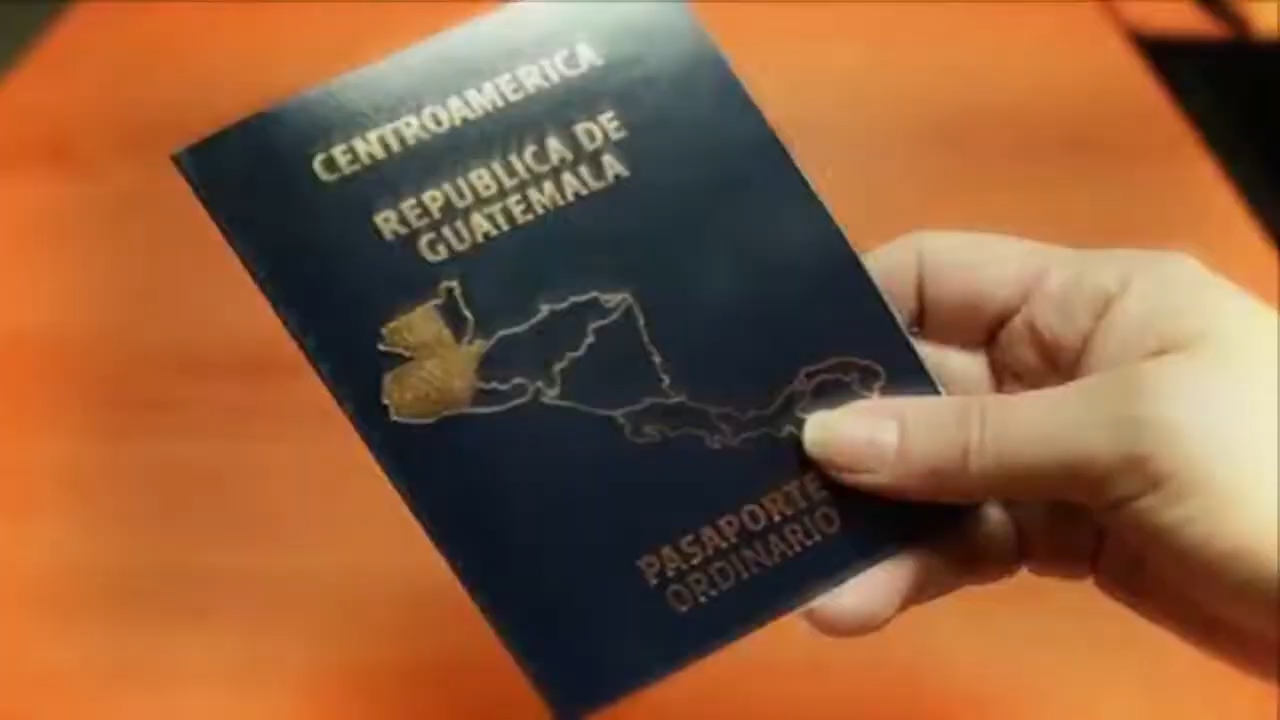 CENTROAMERICA
REPUBLICA DE
GUATEMALA
PASAPORTE
ORDINARIO